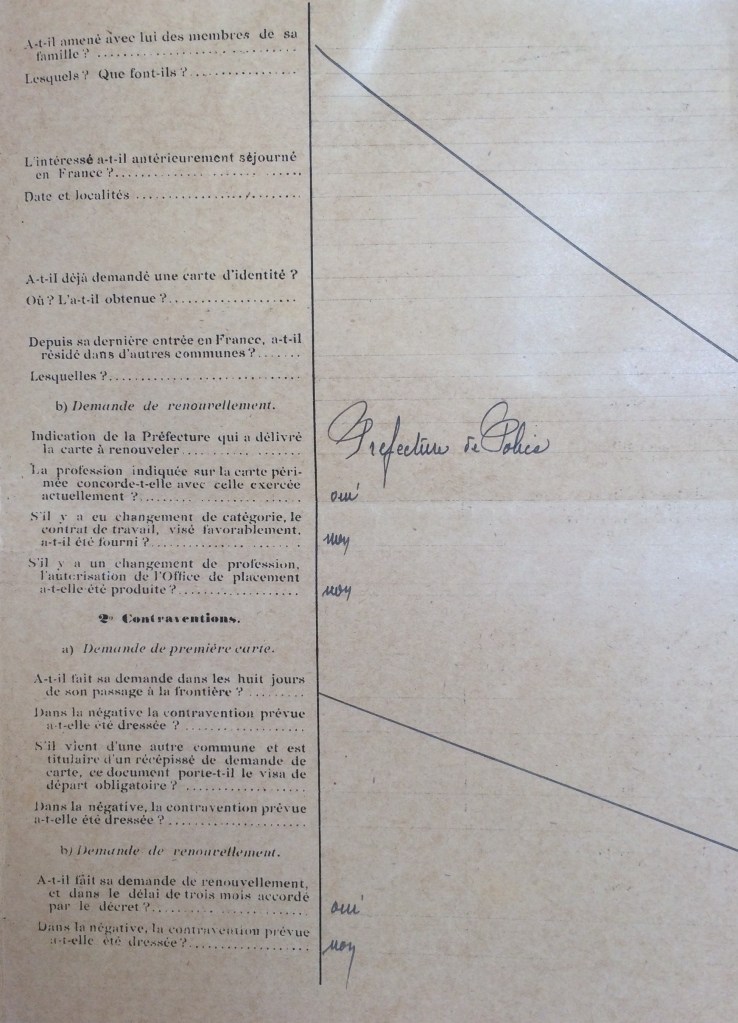 A-t-il amené avec lui des membres de sa
famille ?
Lesquels ? Que font-ils ?
L'intéressé a-t-il antérieurement séjourné
en France ?
Date et localités
A-t-il déjà demandé une carte d'identité ?
Où ? L'a-t-il obtenue ?
Depuis sa dernière entrée en France, a-t-il
résidé dans d'autres communes ?
Lesquelles ?
b) Demande de renouvellement.
Indication de la Préfecture qui a délivré
la carte à renouveler
Prefecture de Police
La profession indiquée sur la carte péri-
mée concorde-t-elle avec celle exercée
actuellement ?
oui
S'il y a eu changement de catégorie, le
contrat de travail, visé favorablement,
a-t-il été fourni ?
non
S'il y a un changement de profession,
l'autorisation de l'Office de placement
a-t-elle été produite ?
non
2º Contraventions.
a) Demande de première carte.
A-t-il fait sa demande dans les huit jours
de son passage à la frontière ?
Dans la négative la contravention prévue
a-t-elle été dressée ?
S'il vient d'une autre commune et est
titulaire d'un récépissé de demande de
carte, ce document porte-t-il le visa de
départ obligatoire ?
Dans la négative, la contravention prévue
a-t-elle été dressée ?
b) Demande de renouvellement.
A-t-il fait sa demande de renouvellement,
et dans le délai de trois mois accordé
par le décret ?
oui
Dans la négative, la contravention prévue
a-t-elle été dressée ?
non